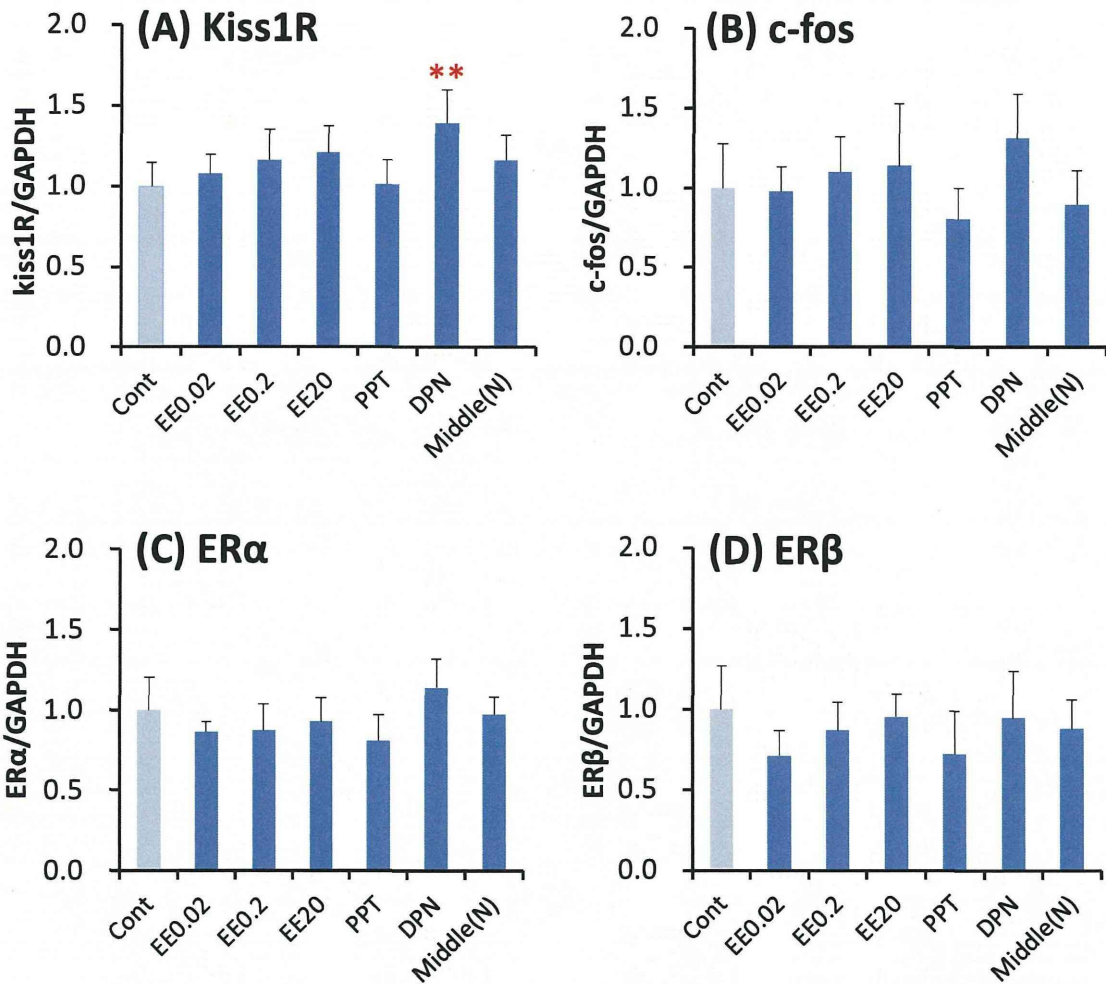 (A) Kiss1R
**
kiss1R/GAPDH
2.0
1.5
1.0
0.5
0.0
Cont
EE0.02
EE0.2
EE20
PPT
DPN
Middle(N)
(B) c-fos
c-fos/GAPDH
2.0
1.5
1.0
0.5
0.0
Cont
EE0.02
EE0.2
EE20
PPT
DPN
Middle(N)
(C) ERα
ERα/GAPDH
2.0
1.5
1.0
0.5
0.0
Cont
EE0.02
EE0.2
EE20
PPT
DPN
Middle(N)
(D) ERβ
ERβ/GAPDH
2.0
1.5
1.0
0.5
0.0
Cont
EE0.02
EE0.2
EE20
PPT
DPN
Middle(N)